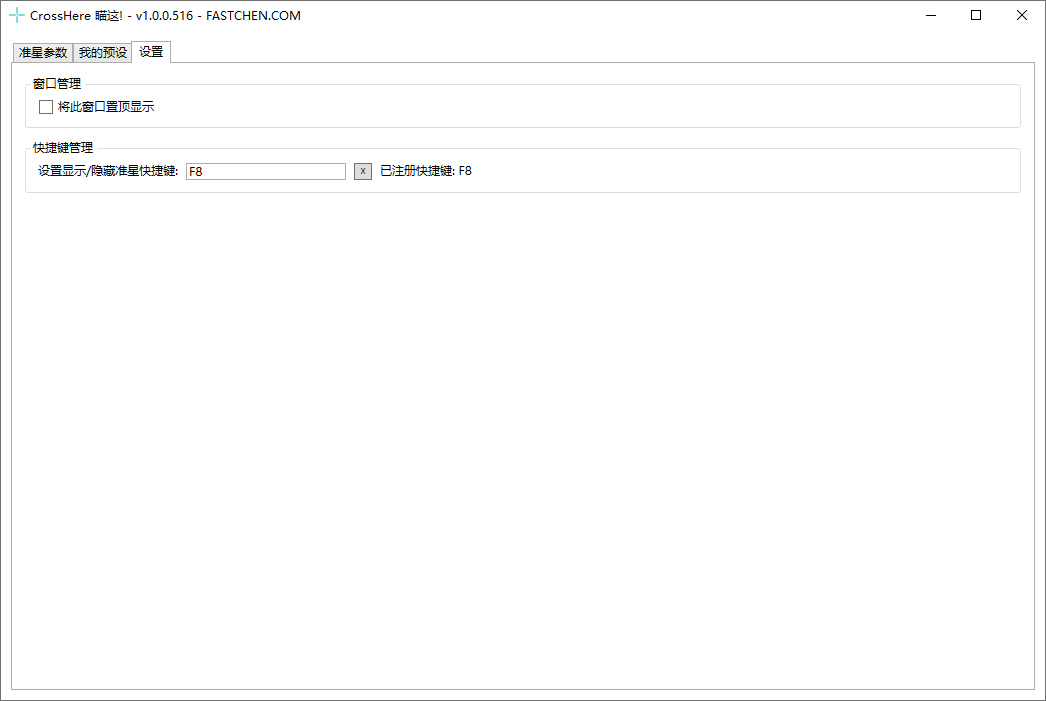 CrossHere 瞄这! - v1.0.0.516 - FASTCHEN.COM
准星参数 我的预设 设置
窗口管理
将此窗口置顶显示
快捷键管理
设置显示/隐藏准星快捷键: F8 x 已注册快捷键: F8